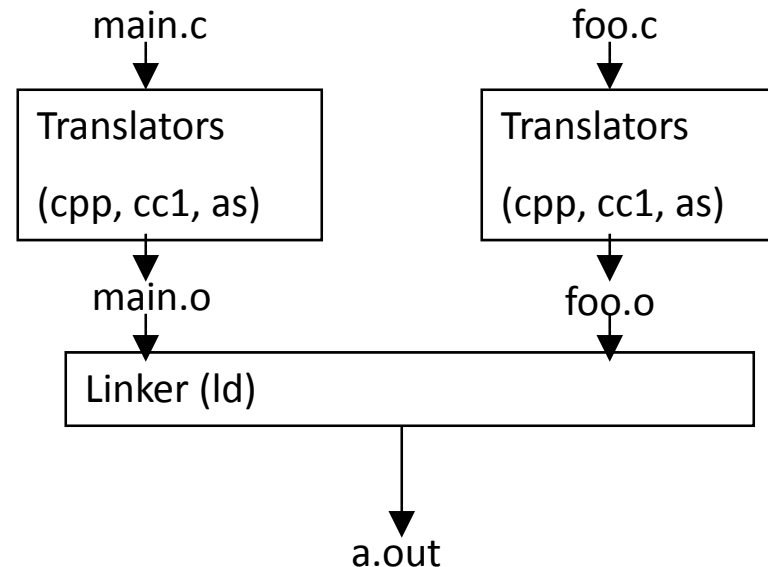 main.c
foo.c
Translators
(cpp, cc1, as)
Translators
(cpp, cc1, as)
main.o
foo.o
Linker (ld)
a.out